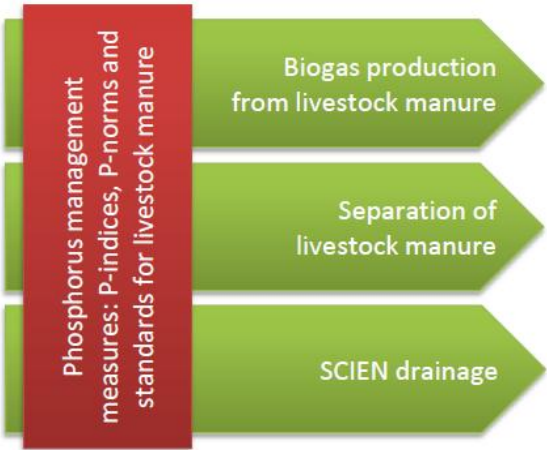 Phosphorus management
measures: P-indices, P-norms and
standards for livestock manure
Biogas production
from livestock manure
Separation of
livestock manure
SCIEN drainage